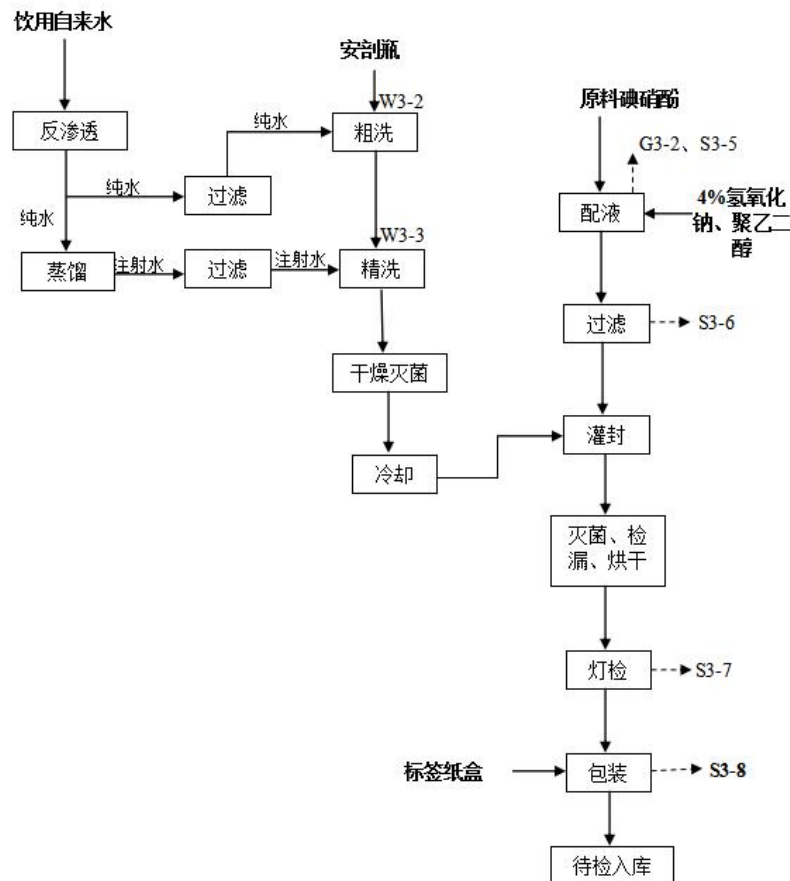 饮用自来水
安剖瓶
W3-2
原料碘硝酚
反渗透
纯水
粗洗
G3-2、S3-5
纯水
过滤
配液
4%氢氧化
钠、聚乙二
醇
纯水
W3-3
蒸馏
注射水
过滤
注射水
精洗
过滤
S3-6
干燥灭菌
灌封
冷却
灭菌、检
漏、烘干
灯检
S3-7
标签纸盒
包装
S3-8
待检入库